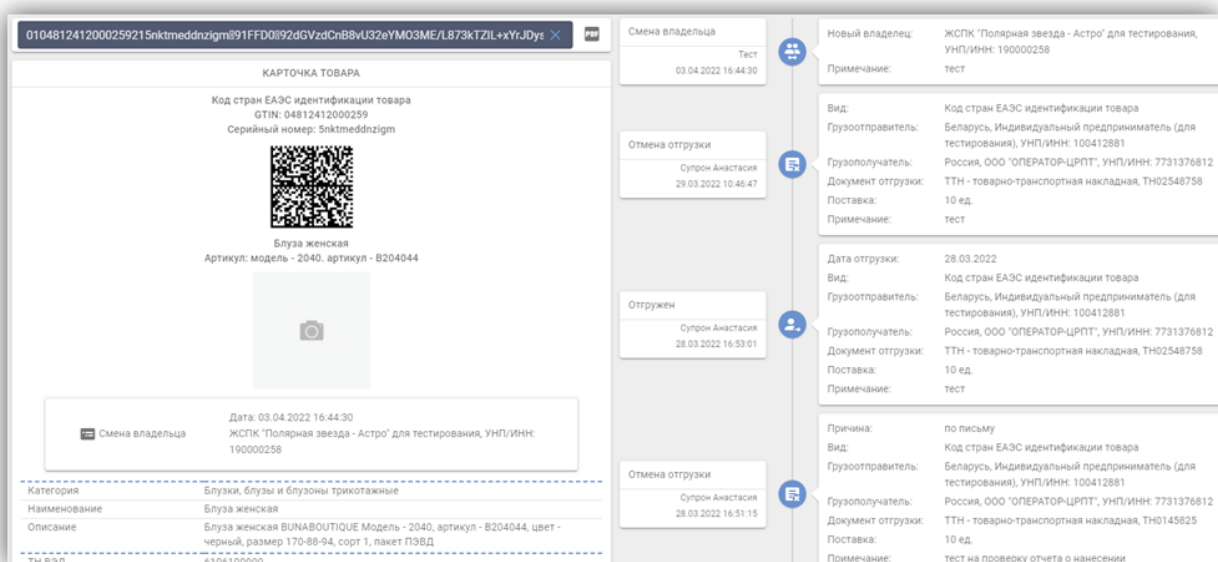 0104812412000259215nktmeddnzigm 91FFD0 92dGVzdCnB8vU32eYMO3ME/L873kTZIL+xYrJDys
PDF
КАРТОЧКА ТОВАРА
Код стран ЕАЭС идентификации товара
GTIN: 04812412000259
Серийный номер: 5nktmeddnzigm
Блуза женская
Артикул: модель - 2040. артикул - B204044
Смена владельца
Дата: 03.04.2022 16:44:30
ЖСПК "Полярная звезда - Астро" для тестирования, УНП/ИНН:
190000258
Категория Блузки, блузы и блузоны трикотажные
Наименование Блуза женская
Описание Блуза женская BUNABOUTIQUE Модель - 2040, артикул - B204044, цвет -
черный, размер 170-88-94, сорт 1, пакет ПЭВД
ТН ВЭД 6106100000
Смена владельца
Тест
03.04.2022 16:44:30
Новый владелец: ЖСПК "Полярная звезда - Астро" для тестирования,
УНП/ИНН: 190000258
Примечание: тест
Отмена отгрузки
Супрон Анастасия
29.03.2022 10:46:47
Вид: Код стран ЕАЭС идентификации товара
Грузоотправитель: Беларусь, Индивидуальный предприниматель (для
тестирования), УНП/ИНН: 100412881
Грузополучатель: Россия, ООО "ОПЕРАТОР-ЦРПТ", УНП/ИНН: 7731376812
Документ отгрузки: ТТН - товарно-транспортная накладная, ТН02548758
Поставка: 10 ед.
Примечание: тест
Отгружен
Супрон Анастасия
28.03.2022 16:53:01
Дата отгрузки: 28.03.2022
Вид: Код стран ЕАЭС идентификации товара
Грузоотправитель: Беларусь, Индивидуальный предприниматель (для
тестирования), УНП/ИНН: 100412881
Грузополучатель: Россия, ООО "ОПЕРАТОР-ЦРПТ", УНП/ИНН: 7731376812
Документ отгрузки: ТТН - товарно-транспортная накладная, ТН02548758
Поставка: 10 ед.
Примечание: тест
Отмена отгрузки
Супрон Анастасия
28.03.2022 16:51:15
Причина: по письму
Вид: Код стран ЕАЭС идентификации товара
Грузоотправитель: Беларусь, Индивидуальный предприниматель (для
тестирования), УНП/ИНН: 100412881
Грузополучатель: Россия, ООО "ОПЕРАТОР-ЦРПТ", УНП/ИНН: 7731376812
Документ отгрузки: ТТН - товарно-транспортная накладная, ТН0145825
Поставка: 10 ед.
Примечание: тест на проверку отчета о нанесении